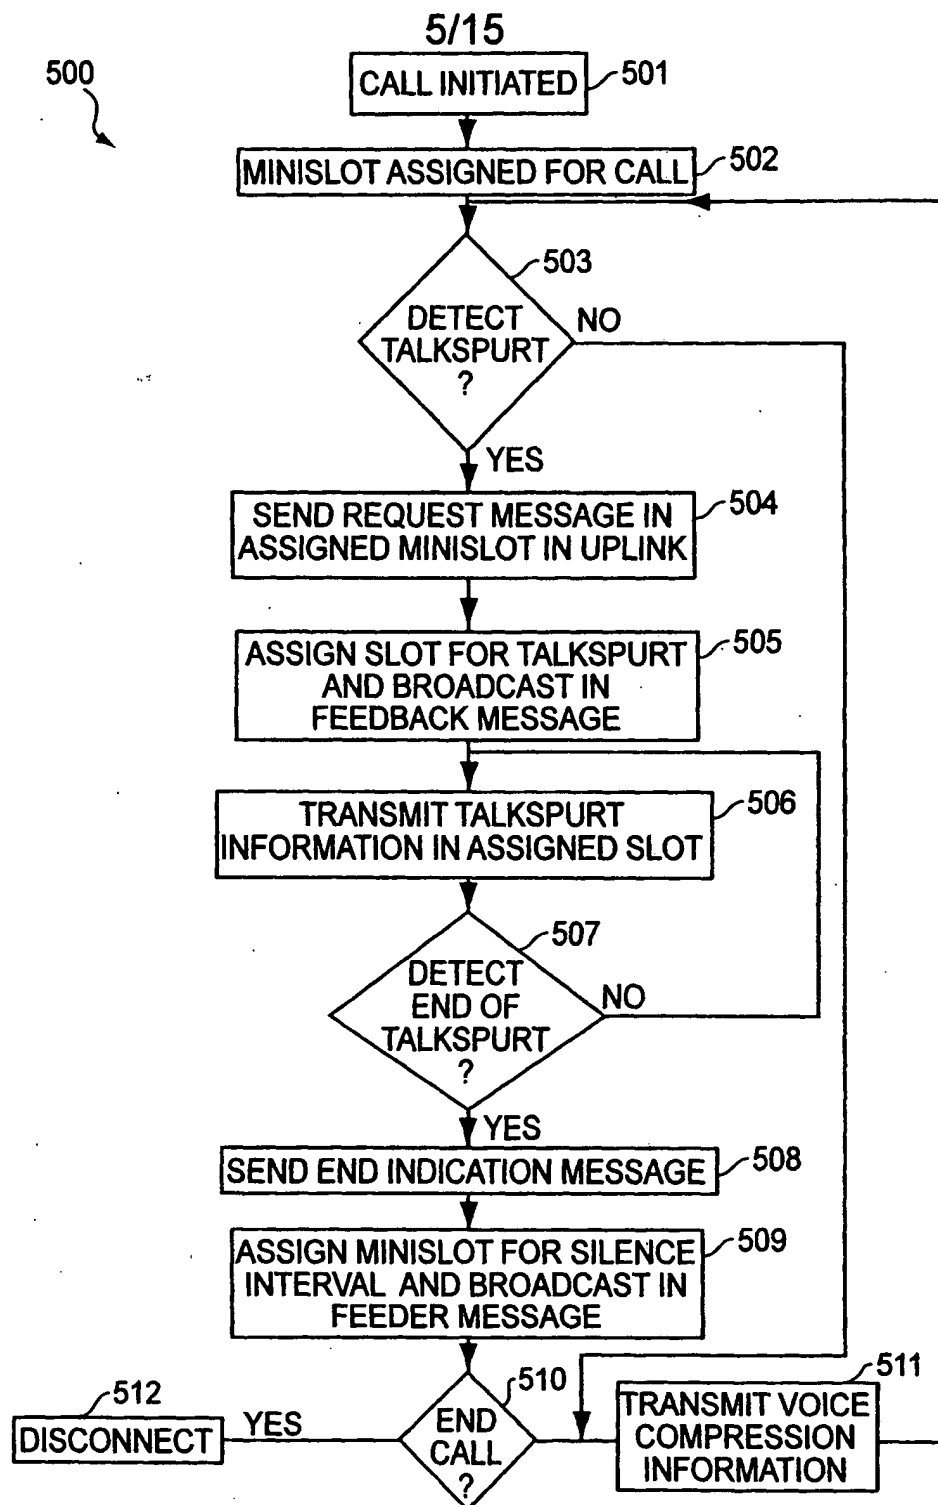 5/15
500
CALL INITIATED
501
MINISLOT ASSIGNED FOR CALL
502
503
DETECT
TALKSPURT
?
NO
YES
SEND REQUEST MESSAGE IN
ASSIGNED MINISLOT IN UPLINK
504
ASSIGN SLOT FOR TALKSPURT
AND BROADCAST IN
FEEDBACK MESSAGE
505
TRANSMIT TALKSPURT
INFORMATION IN ASSIGNED SLOT
506
507
DETECT
END OF
TALKSPURT
?
NO
YES
SEND END INDICATION MESSAGE
508
ASSIGN MINISLOT FOR SILENCE
INTERVAL AND BROADCAST IN
FEEDER MESSAGE
509
510
END
CALL
?
YES
512
DISCONNECT
511
TRANSMIT VOICE
COMPRESSION
INFORMATION